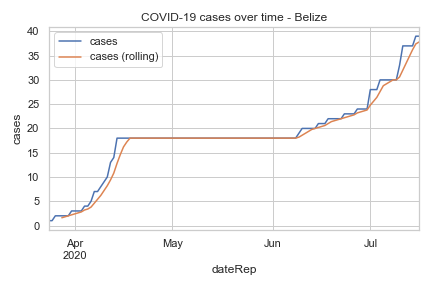 COVID-19 cases over time - Belize
cases
cases (rolling)
40
35
30
25
20
15
10
5
0
cases
Apr
2020
May
Jun
Jul
dateRep